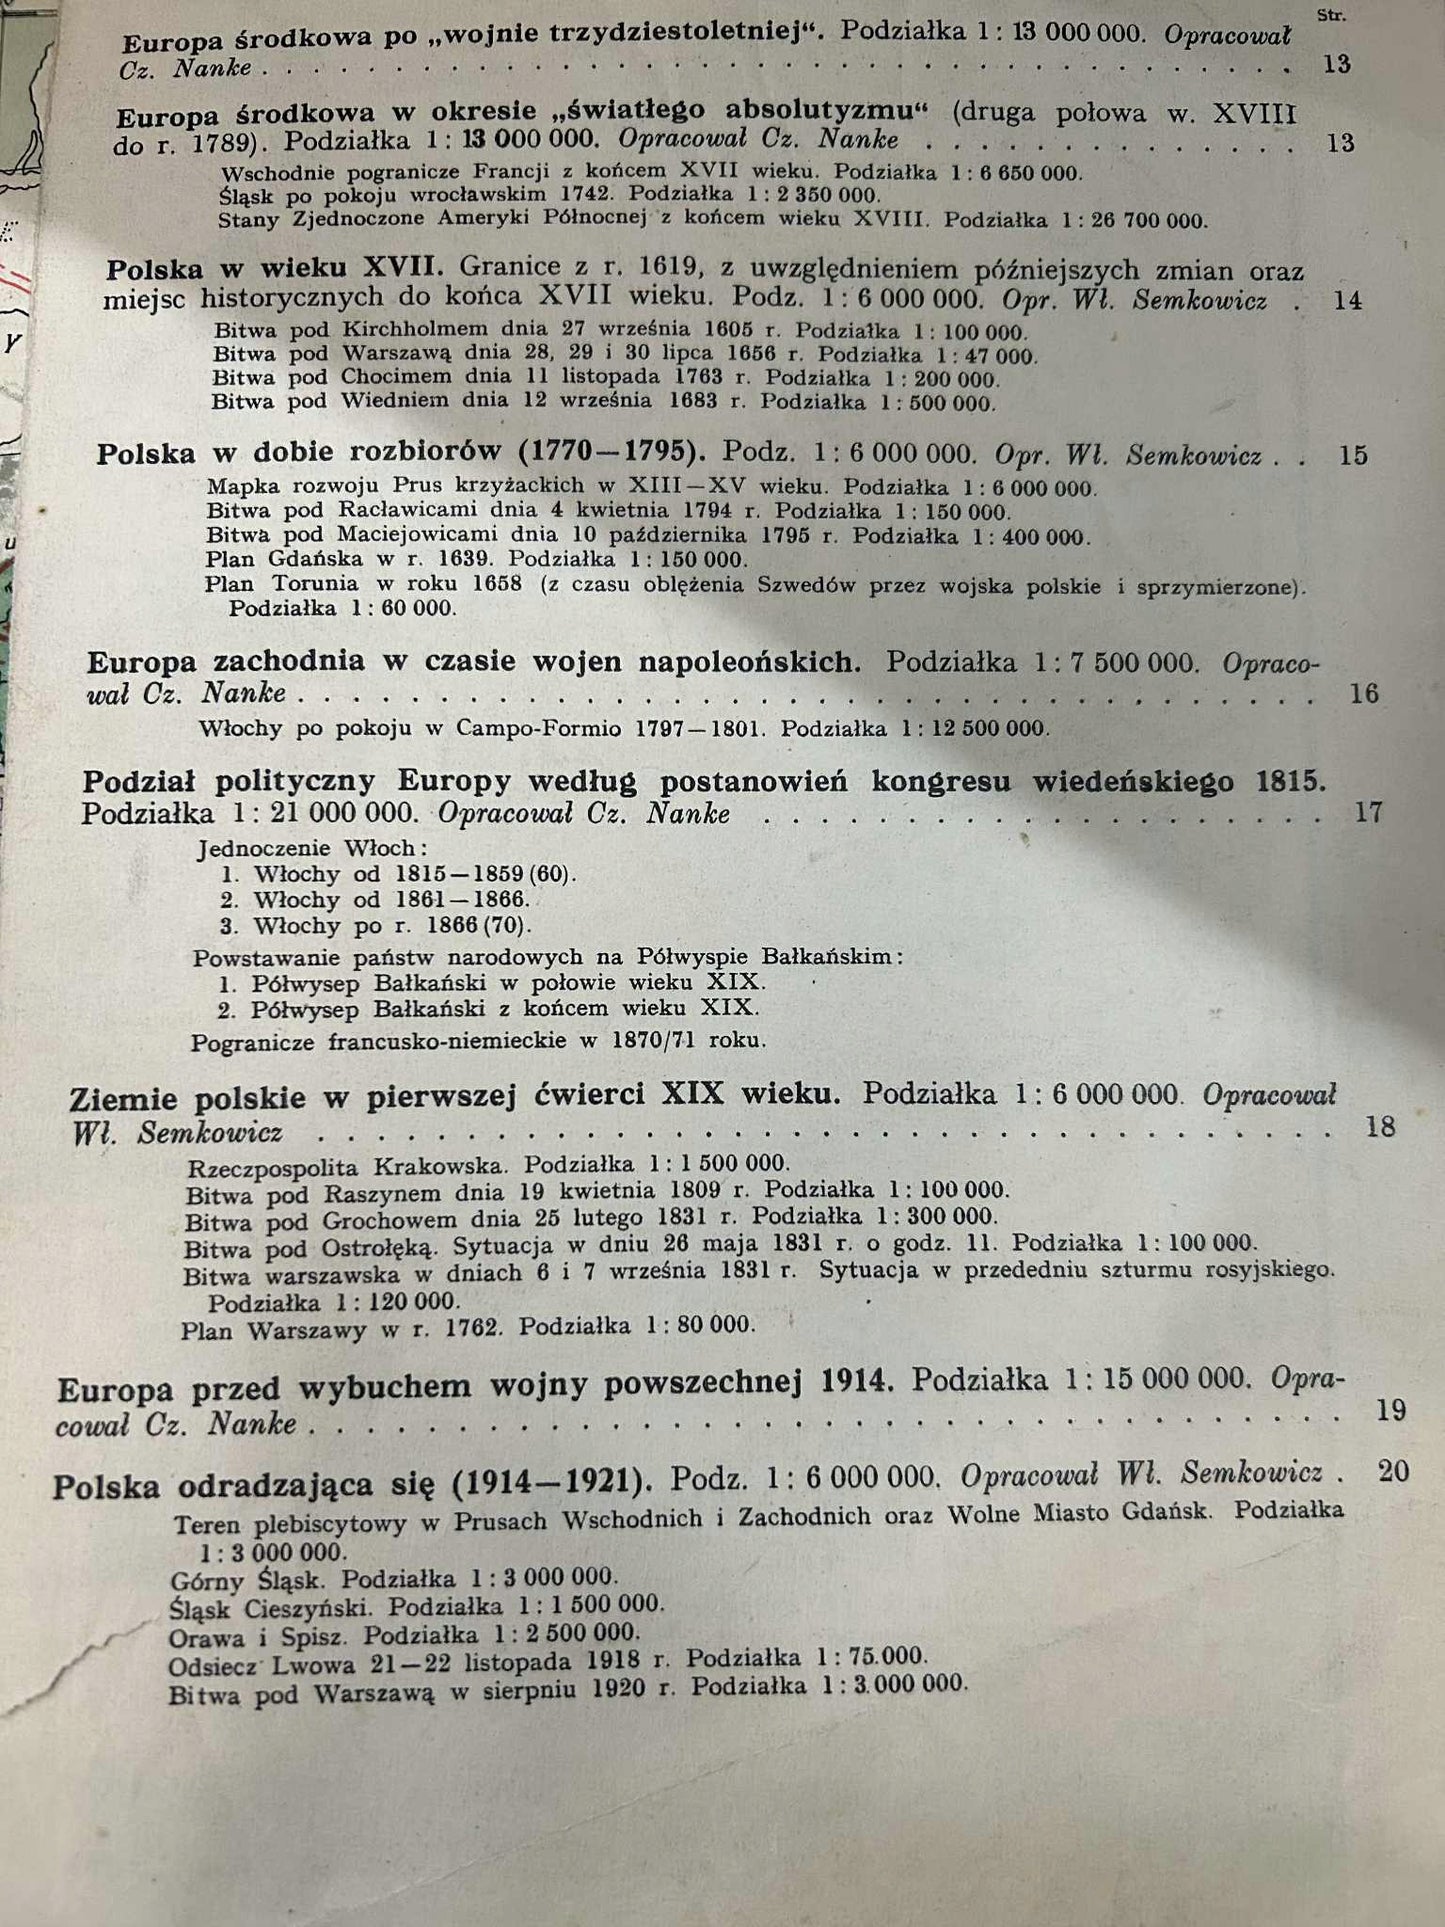 Str.
Europa środkowa po „wojnie trzydziestoletniej“. Podziałka 1 : 13 000 000. Opracował
Cz. Nanke . . . . . . . . . . . . . . . . . . . . . . . . . . . . . . . . . . . . . . 13
Europa środkowa w okresie „światłego absolutyzmu“ (druga połowa w. XVIII
do r. 1789). Podziałka 1 : 13 000 000. Opracował Cz. Nanke . . . . . . . . . . . . . . 13
Wschodnie pogranicze Francji z końcem XVII wieku. Podziałka 1 : 6 650 000.
Śląsk po pokoju wrocławskim 1742. Podziałka 1 : 2 350 000.
Stany Zjednoczone Ameryki Północnej z końcem wieku XVIII. Podziałka 1 : 26 700 000.
Polska w wieku XVII. Granice z r. 1619, z uwzględnieniem późniejszych zmian oraz
miejsc historycznych do końca XVII wieku. Podz. 1 : 6 000 000. Opr. Wł. Semkowicz . 14
Bitwa pod Kirchholmem dnia 27 września 1605 r. Podziałka 1 : 100 000.
Bitwa pod Warszawą dnia 28, 29 i 30 lipca 1656 r. Podziałka 1 : 47 000.
Bitwa pod Chocimem dnia 11 listopada 1763 r. Podziałka 1 : 200 000.
Bitwa pod Wiedniem dnia 12 września 1683 r. Podziałka 1 : 500 000.
Polska w dobie rozbiorów (1770—1795). Podz. 1 : 6 000 000. Opr. Wł. Semkowicz . . 15
Mapka rozwoju Prus krzyżackich w XIII—XV wieku. Podziałka 1 : 6 000 000.
Bitwa pod Racławicami dnia 4 kwietnia 1794 r. Podziałka 1 : 150 000.
Bitwa pod Maciejowicami dnia 10 października 1795 r. Podziałka 1 : 400 000.
Plan Gdańska w r. 1639. Podziałka 1 : 150 000.
Plan Torunia w roku 1658 (z czasu oblężenia Szwedów przez wojska polskie i sprzymierzone).
Podziałka 1 : 60 000.
Europa zachodnia w czasie wojen napoleońskich. Podziałka 1 : 7 500 000. Opraco-
wał Cz. Nanke . . . . . . . . . . . . . . . . . . . . . . . . . . . . . . . . . . . . 16
Włochy po pokoju w Campo-Formio 1797—1801. Podziałka 1 : 12 500 000.
Podział polityczny Europy według postanowień kongresu wiedeńskiego 1815.
Podziałka 1 : 21 000 000. Opracował Cz. Nanke . . . . . . . . . . . . . . . . . . . . 17
Jednoczenie Włoch :
1. Włochy od 1815—1859 (60).
2. Włochy od 1861—1866.
3. Włochy po r. 1866 (70).
Powstawanie państw narodowych na Półwyspie Bałkańskim :
1. Półwysep Bałkański w połowie wieku XIX.
2. Półwysep Bałkański z końcem wieku XIX.
Pogranicze francusko-niemieckie w 1870/71 roku.
Ziemie polskie w pierwszej ćwierci XIX wieku. Podziałka 1 : 6 000 000. Opracował
Wł. Semkowicz . . . . . . . . . . . . . . . . . . . . . . . . . . . . . . . . . . . . 18
Rzeczpospolita Krakowska. Podziałka 1 : 1 500 000.
Bitwa pod Raszynem dnia 19 kwietnia 1809 r. Podziałka 1 : 100 000.
Bitwa pod Grochowem dnia 25 lutego 1831 r. Podziałka 1 : 300 000.
Bitwa pod Ostrołęką. Sytuacja w dniu 26 maja 1831 r. o godz. 11. Podziałka 1 : 100 000.
Bitwa warszawska w dniach 6 i 7 września 1831 r. Sytuacja w przededniu szturmu rosyjskiego.
Podziałka 1 : 120 000.
Plan Warszawy w r. 1762. Podziałka 1 : 80 000.
Europa przed wybuchem wojny powszechnej 1914. Podziałka 1 : 15 000 000. Opra-
cował Cz. Nanke . . . . . . . . . . . . . . . . . . . . . . . . . . . . . . . . . . . 19
Polska odradzająca się (1914—1921). Podz. 1 : 6 000 000. Opracował Wł. Semkowicz . 20
Teren plebiscytowy w Prusach Wschodnich i Zachodnich oraz Wolne Miasto Gdańsk. Podziałka
1 : 3 000 000.
Górny Śląsk. Podziałka 1 : 3 000 000.
Śląsk Cieszyński. Podziałka 1 : 1 500 000.
Orawa i Spisz. Podziałka 1 : 2 500 000.
Odsiecz Lwowa 21—22 listopada 1918 r. Podziałka 1 : 75.000.
Bitwa pod Warszawą w sierpniu 1920 r. Podziałka 1 : 3.000 000.